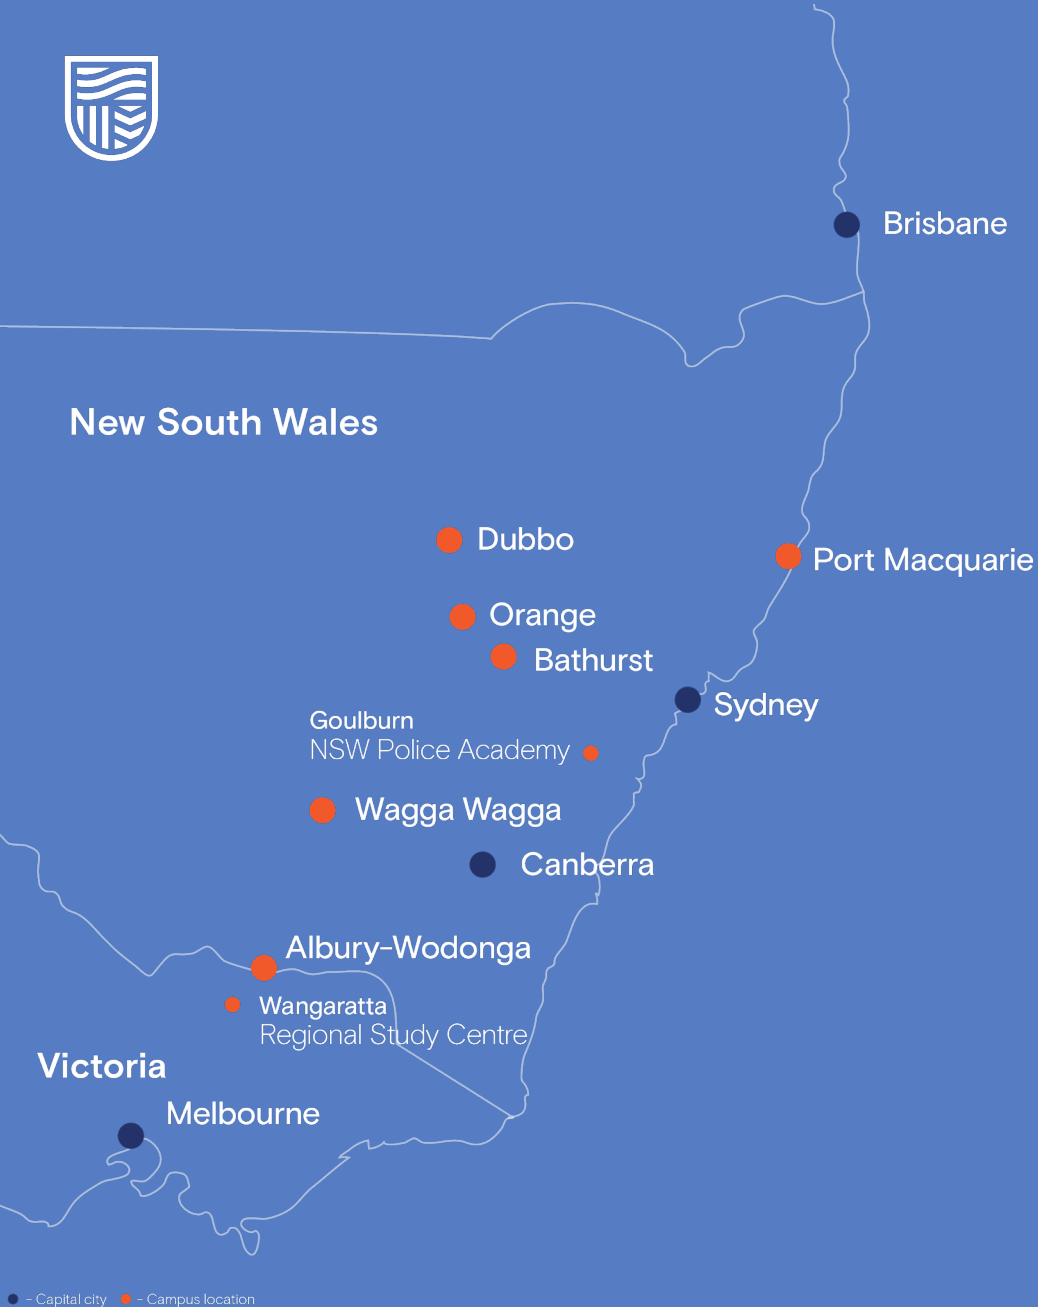 Brisbane
New South Wales
Dubbo
Port Macquarie
Orange
Bathurst
Sydney
Goulburn
NSW Police Academy
Wagga Wagga
Canberra
Albury-Wodonga
Wangaratta
Regional Study Centre
Victoria
Melbourne
- Capital city - Campus location